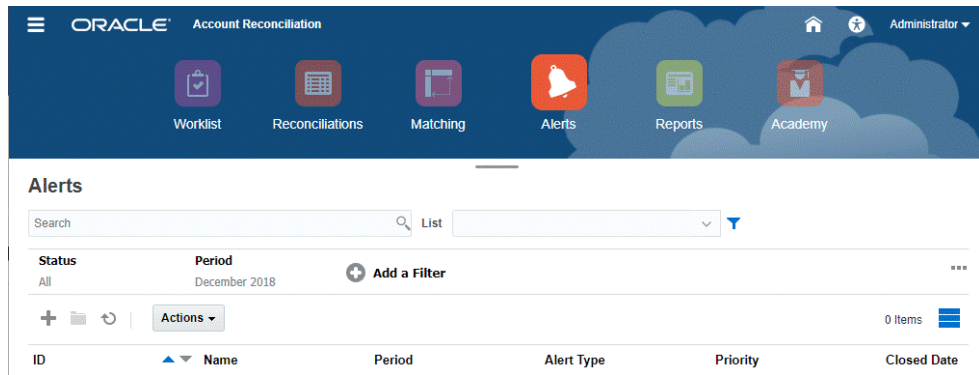 ORACLE Account Reconciliation Administrator
Worklist Reconciliations Matching Alerts Reports Academy
Alerts
Search List
Status Period
All December 2018 Add a Filter
Actions 0 Items
ID Name Period Alert Type Priority Closed Date